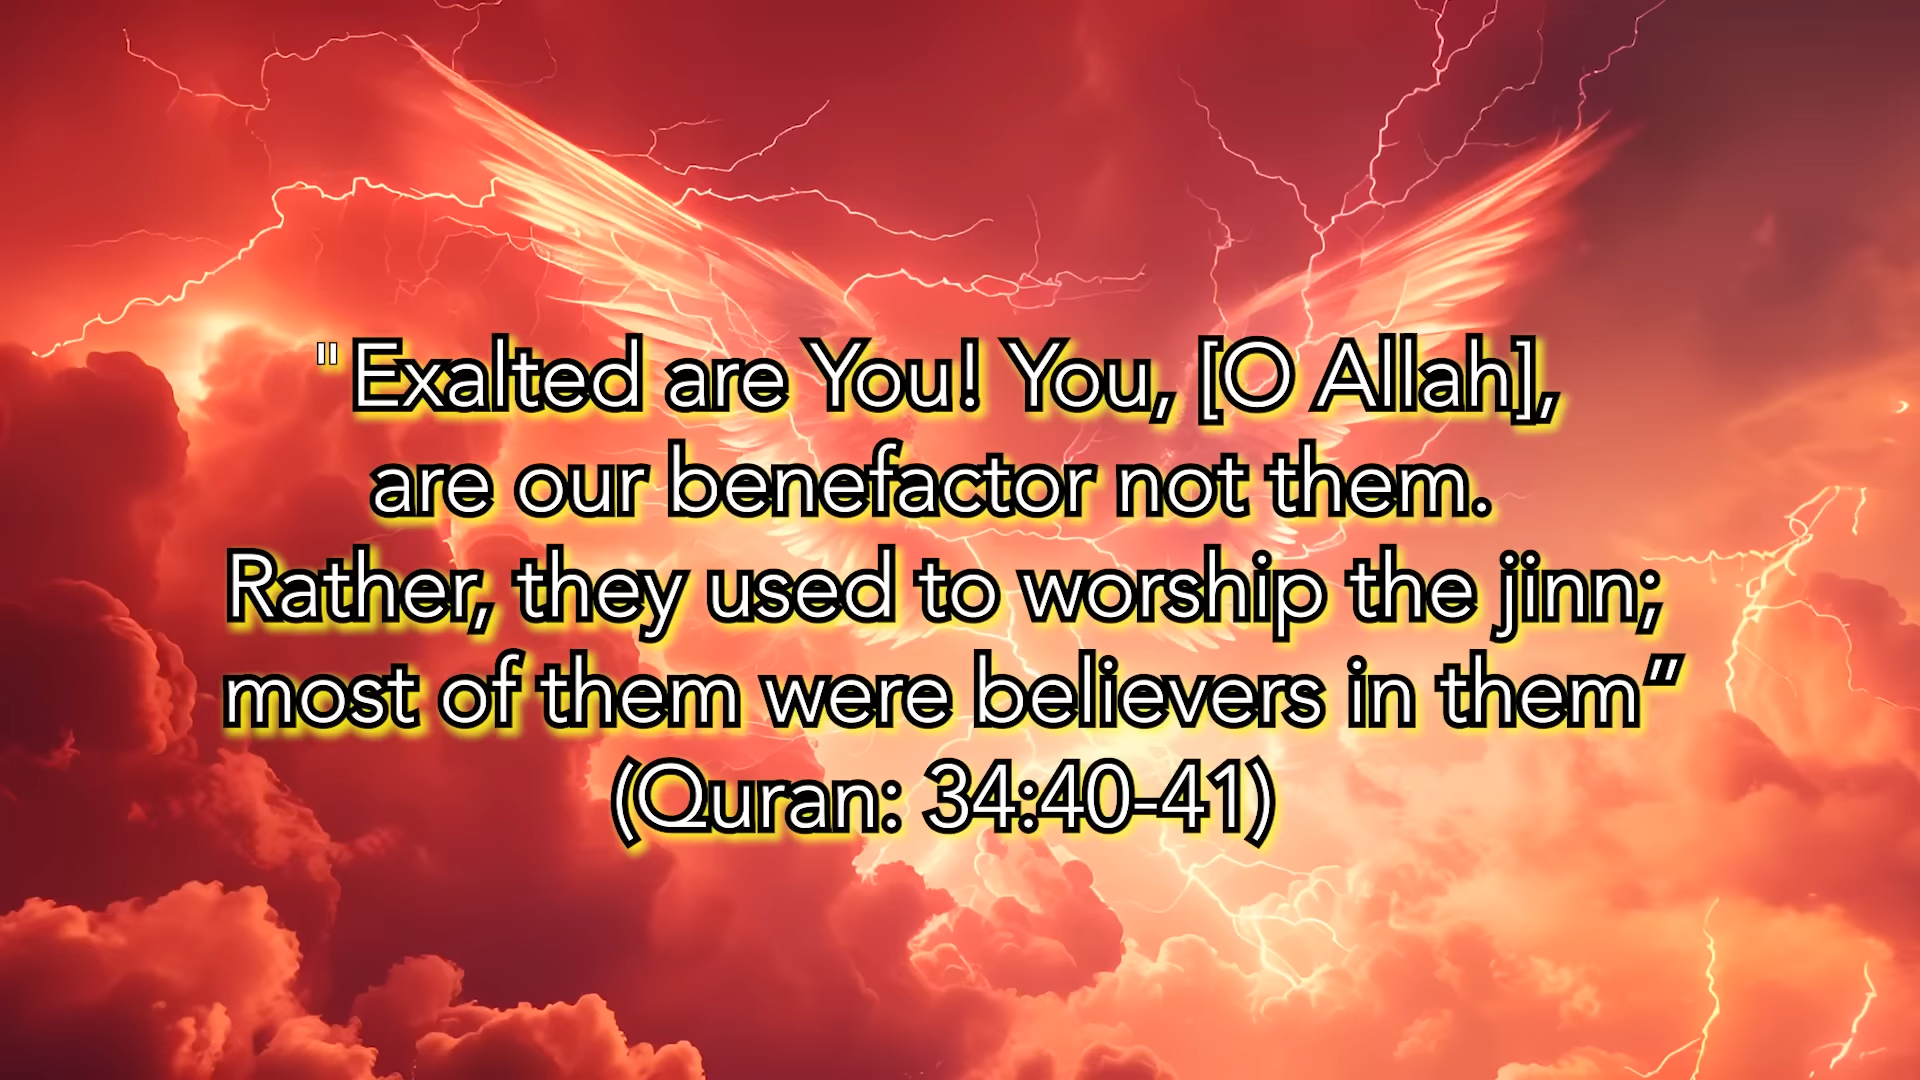 "Exalted are You! You, [O Allah],
are our benefactor not them.
Rather, they used to worship the jinn;
most of them were believers in them”
(Quran: 34:40-41)